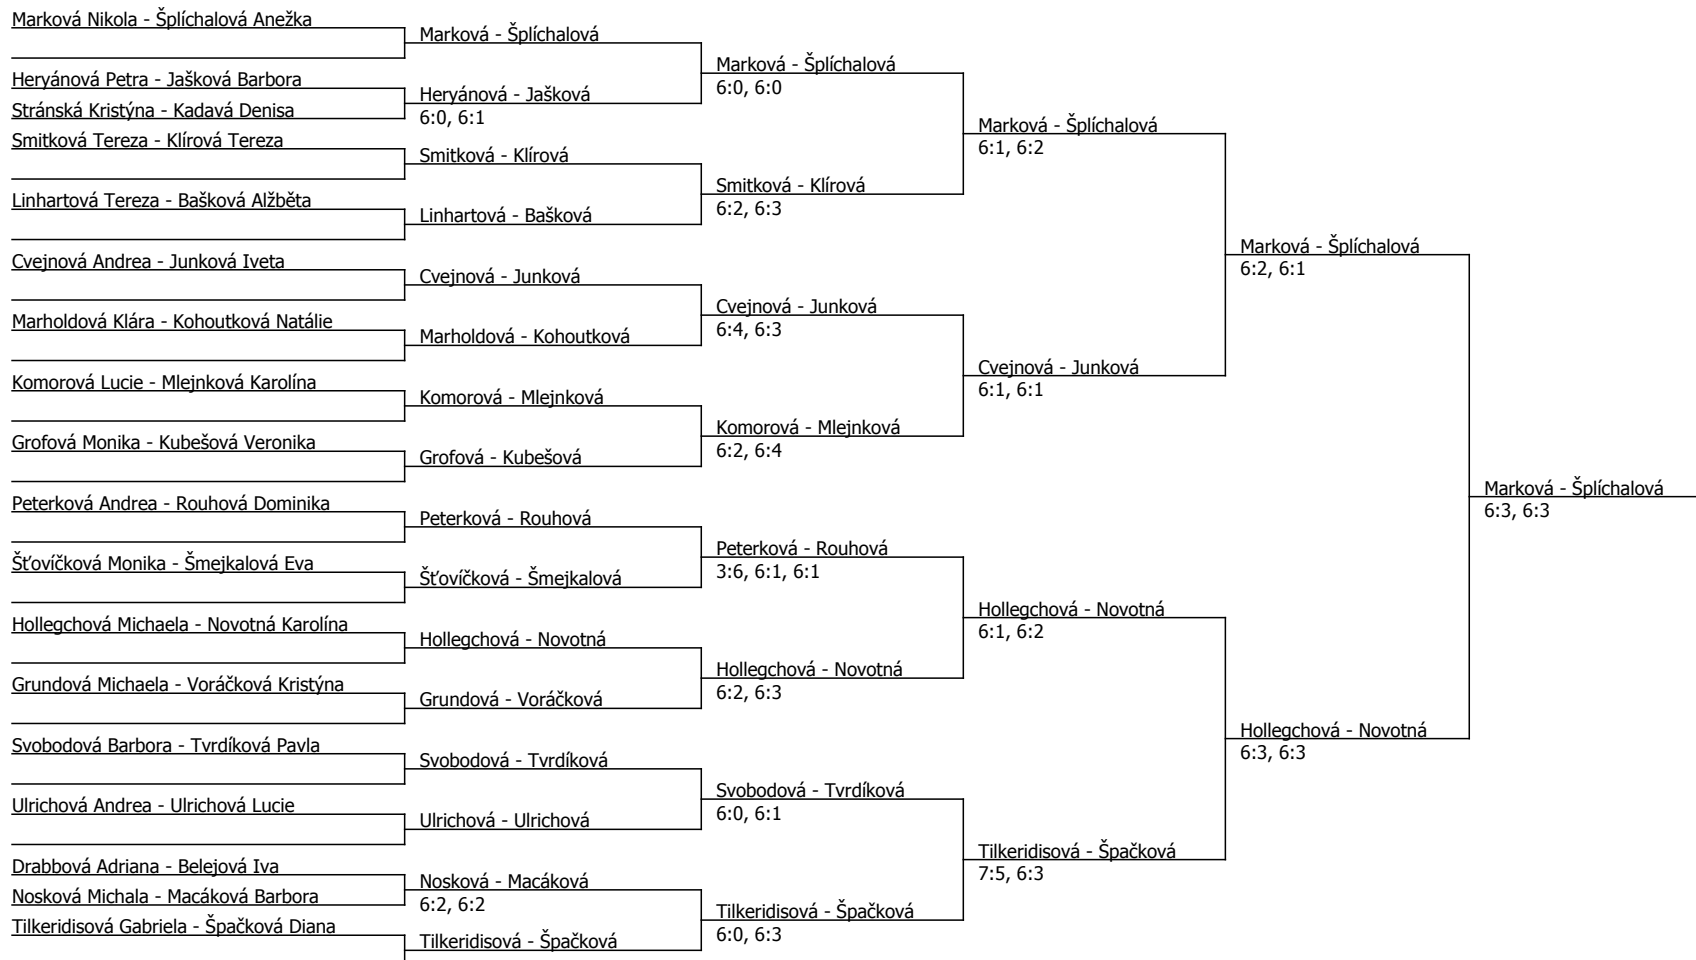 Marková Nikola - Šplíchalová Anežka
Heryánová Petra - Jašková Barbora
Stránská Kristýna - Kadavá Denisa
Smitková Tereza - Klírová Tereza
Linhartová Tereza - Bašková Alžběta
Cvejnová Andrea - Junková Iveta
Marholdová Klára - Kohoutková Natálie
Komorová Lucie - Mlejnková Karolína
Grofová Monika - Kubešová Veronika
Peterková Andrea - Rouhová Dominika
Šťovíčková Monika - Šmejkalová Eva
Hollegchová Michaela - Novotná Karolína
Grundová Michaela - Voráčková Kristýna
Svobodová Barbora - Tvrdíková Pavla
Ulrichová Andrea - Ulrichová Lucie
Drabbová Adriana - Belejová Iva
Nosková Michala - Macáková Barbora
Tilkeridisová Gabriela - Špačková Diana
Marková - Šplíchalová
Heryánová - Jašková
6:0, 6:1
Smitková - Klírová
Linhartová - Bašková
Cvejnová - Junková
Marholdová - Kohoutková
Komorová - Mlejnková
Grofová - Kubešová
Peterková - Rouhová
Šťovíčková - Šmejkalová
Hollegchová - Novotná
Grundová - Voráčková
Svobodová - Tvrdíková
Ulrichová - Ulrichová
Nosková - Macáková
6:2, 6:2
Tilkeridisová - Špačková
Marková - Šplíchalová
6:0, 6:0
Smitková - Klírová
6:2, 6:3
Cvejnová - Junková
6:4, 6:3
Komorová - Mlejnková
6:2, 6:4
Peterková - Rouhová
3:6, 6:1, 6:1
Hollegchová - Novotná
6:2, 6:3
Svobodová - Tvrdíková
6:0, 6:1
Tilkeridisová - Špačková
6:0, 6:3
Marková - Šplíchalová
6:1, 6:2
Cvejnová - Junková
6:1, 6:1
Hollegchová - Novotná
6:1, 6:2
Tilkeridisová - Špačková
7:5, 6:3
Marková - Šplíchalová
6:2, 6:1
Hollegchová - Novotná
6:3, 6:3
Marková - Šplíchalová
6:3, 6:3